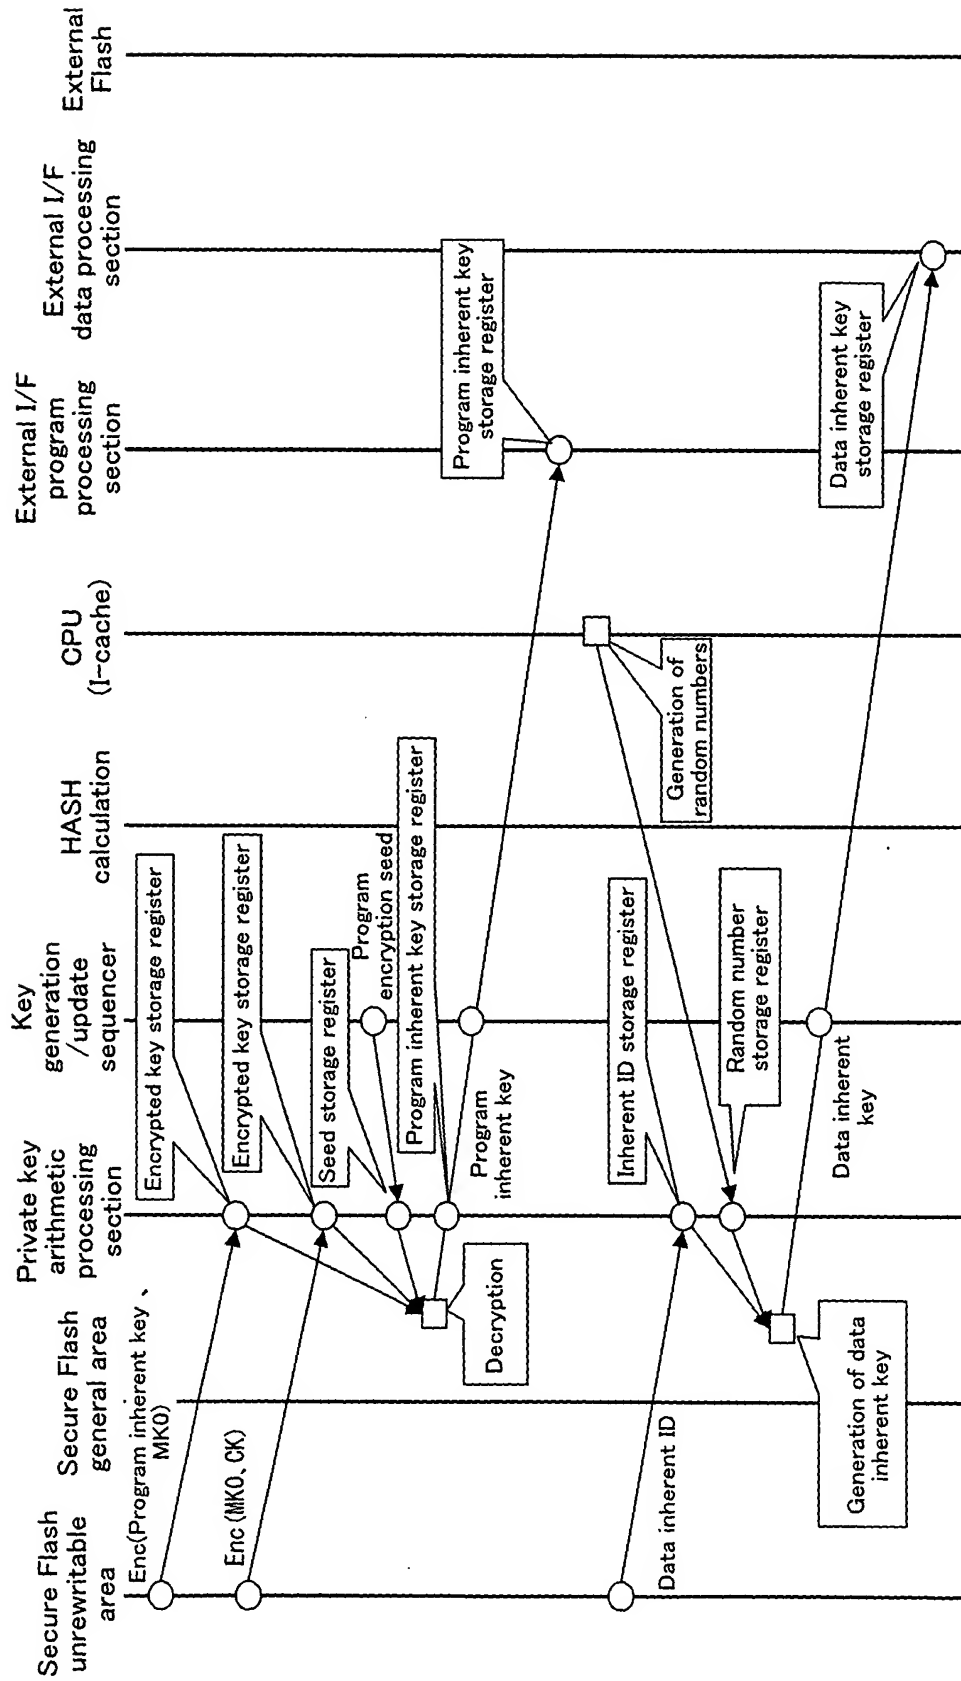 Secure Flash
unrewritable
area
Secure Flash
general area
Private key
arithmetic
processing
section
Key
generation
/update
sequencer
HASH
calculation
CPU
(I-cache)
External I/F
program
processing
section
External I/F
data processing
section
External
Flash
Enc(Program inherent key、
MK0)
Encrypted key storage register
Enc(MK0、CK)
Encrypted key storage register
Seed storage register
Program
encryption seed
Program inherent key storage register
Decryption
Program
inherent key
Program inherent key
storage register
Generation of
random numbers
Data inherent ID
Inherent ID storage register
Random number
storage register
Generation of data
inherent key
Data inherent
key
Data inherent key
storage register